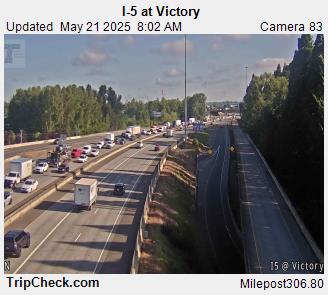 I-5 at Victory
Updated May 21 2025 8:02 AM Camera 83
N
I5 @ Victory
TripCheck.com Milepost306.80